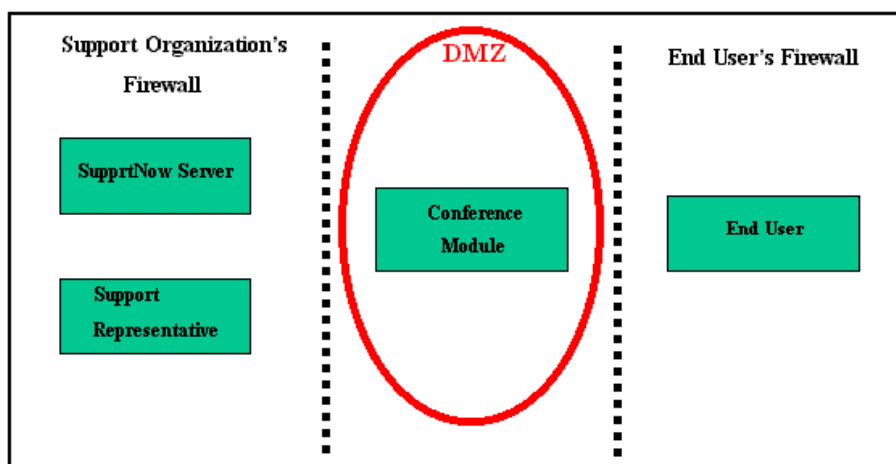 Support Organization's
Firewall
DMZ
End User's Firewall
SupprtNow Server
Conference
Module
End User
Support
Representative